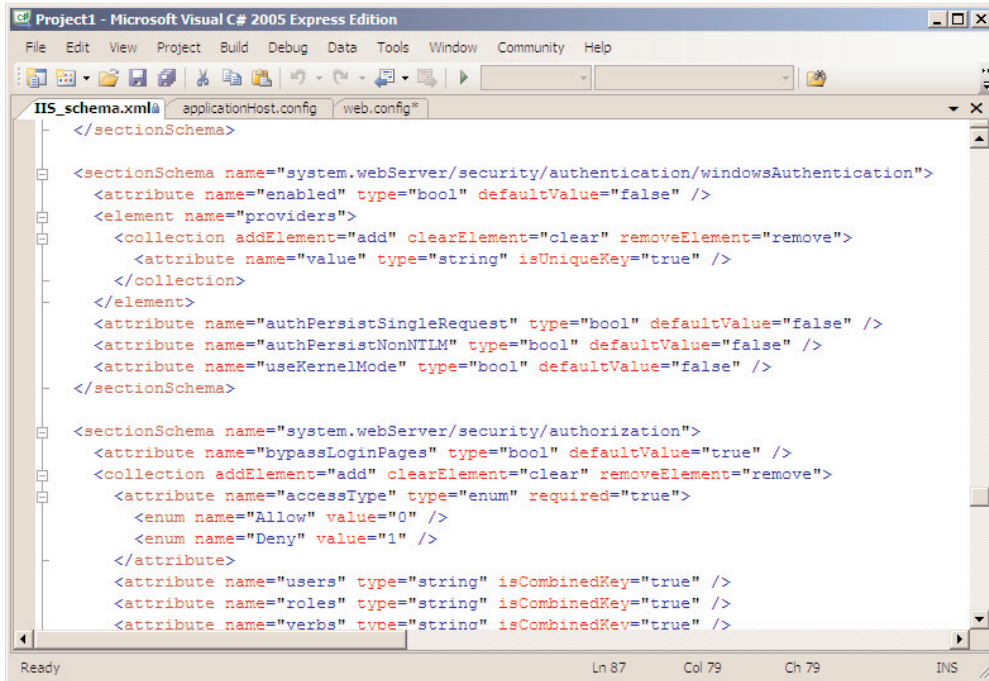 Project1 - Microsoft Visual C# 2005 Express Edition
File Edit View Project Build Debug Data Tools Window Community Help
IIS_schema.xml applicationHost.config web.config*
</sectionSchema>
<sectionSchema name="system.webServer/security/authentication/windowsAuthentication">
<attribute name="enabled" type="bool" defaultValue="false" />
<element name="providers">
<collection addElement="add" clearElement="clear" removeElement="remove">
<attribute name="value" type="string" isUniqueKey="true" />
</collection>
</element>
<attribute name="authPersistSingleRequest" type="bool" defaultValue="false" />
<attribute name="authPersistNonNTLM" type="bool" defaultValue="false" />
<attribute name="useKernelMode" type="bool" defaultValue="false" />
</sectionSchema>
<sectionSchema name="system.webServer/security/authorization">
<attribute name="bypassLoginPages" type="bool" defaultValue="true" />
<collection addElement="add" clearElement="clear" removeElement="remove">
<attribute name="accessType" type="enum" required="true">
<enum name="Allow" value="0" />
<enum name="Deny" value="1" />
</attribute>
<attribute name="users" type="string" isCombinedKey="true" />
<attribute name="roles" type="string" isCombinedKey="true" />
<attribute name="verbs" type="string" isCombinedKey="true" />
Ready Ln 87 Col 79 Ch 79 INS